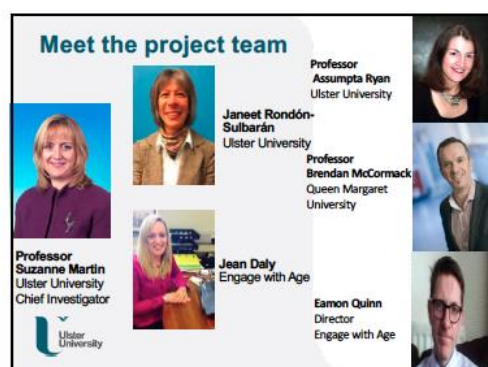 Meet the project team
Professor
Suzanne Martin
Ulster University
Chief Investigator
Janeet Rondón-
Sulbarán
Ulster University
Jean Daly
Engage with Age
Professor
Assumpta Ryan
Ulster University
Professor
Brendan McCormack
Queen Margaret
University
Eamon Quinn
Director
Engage with Age
Ulster
University